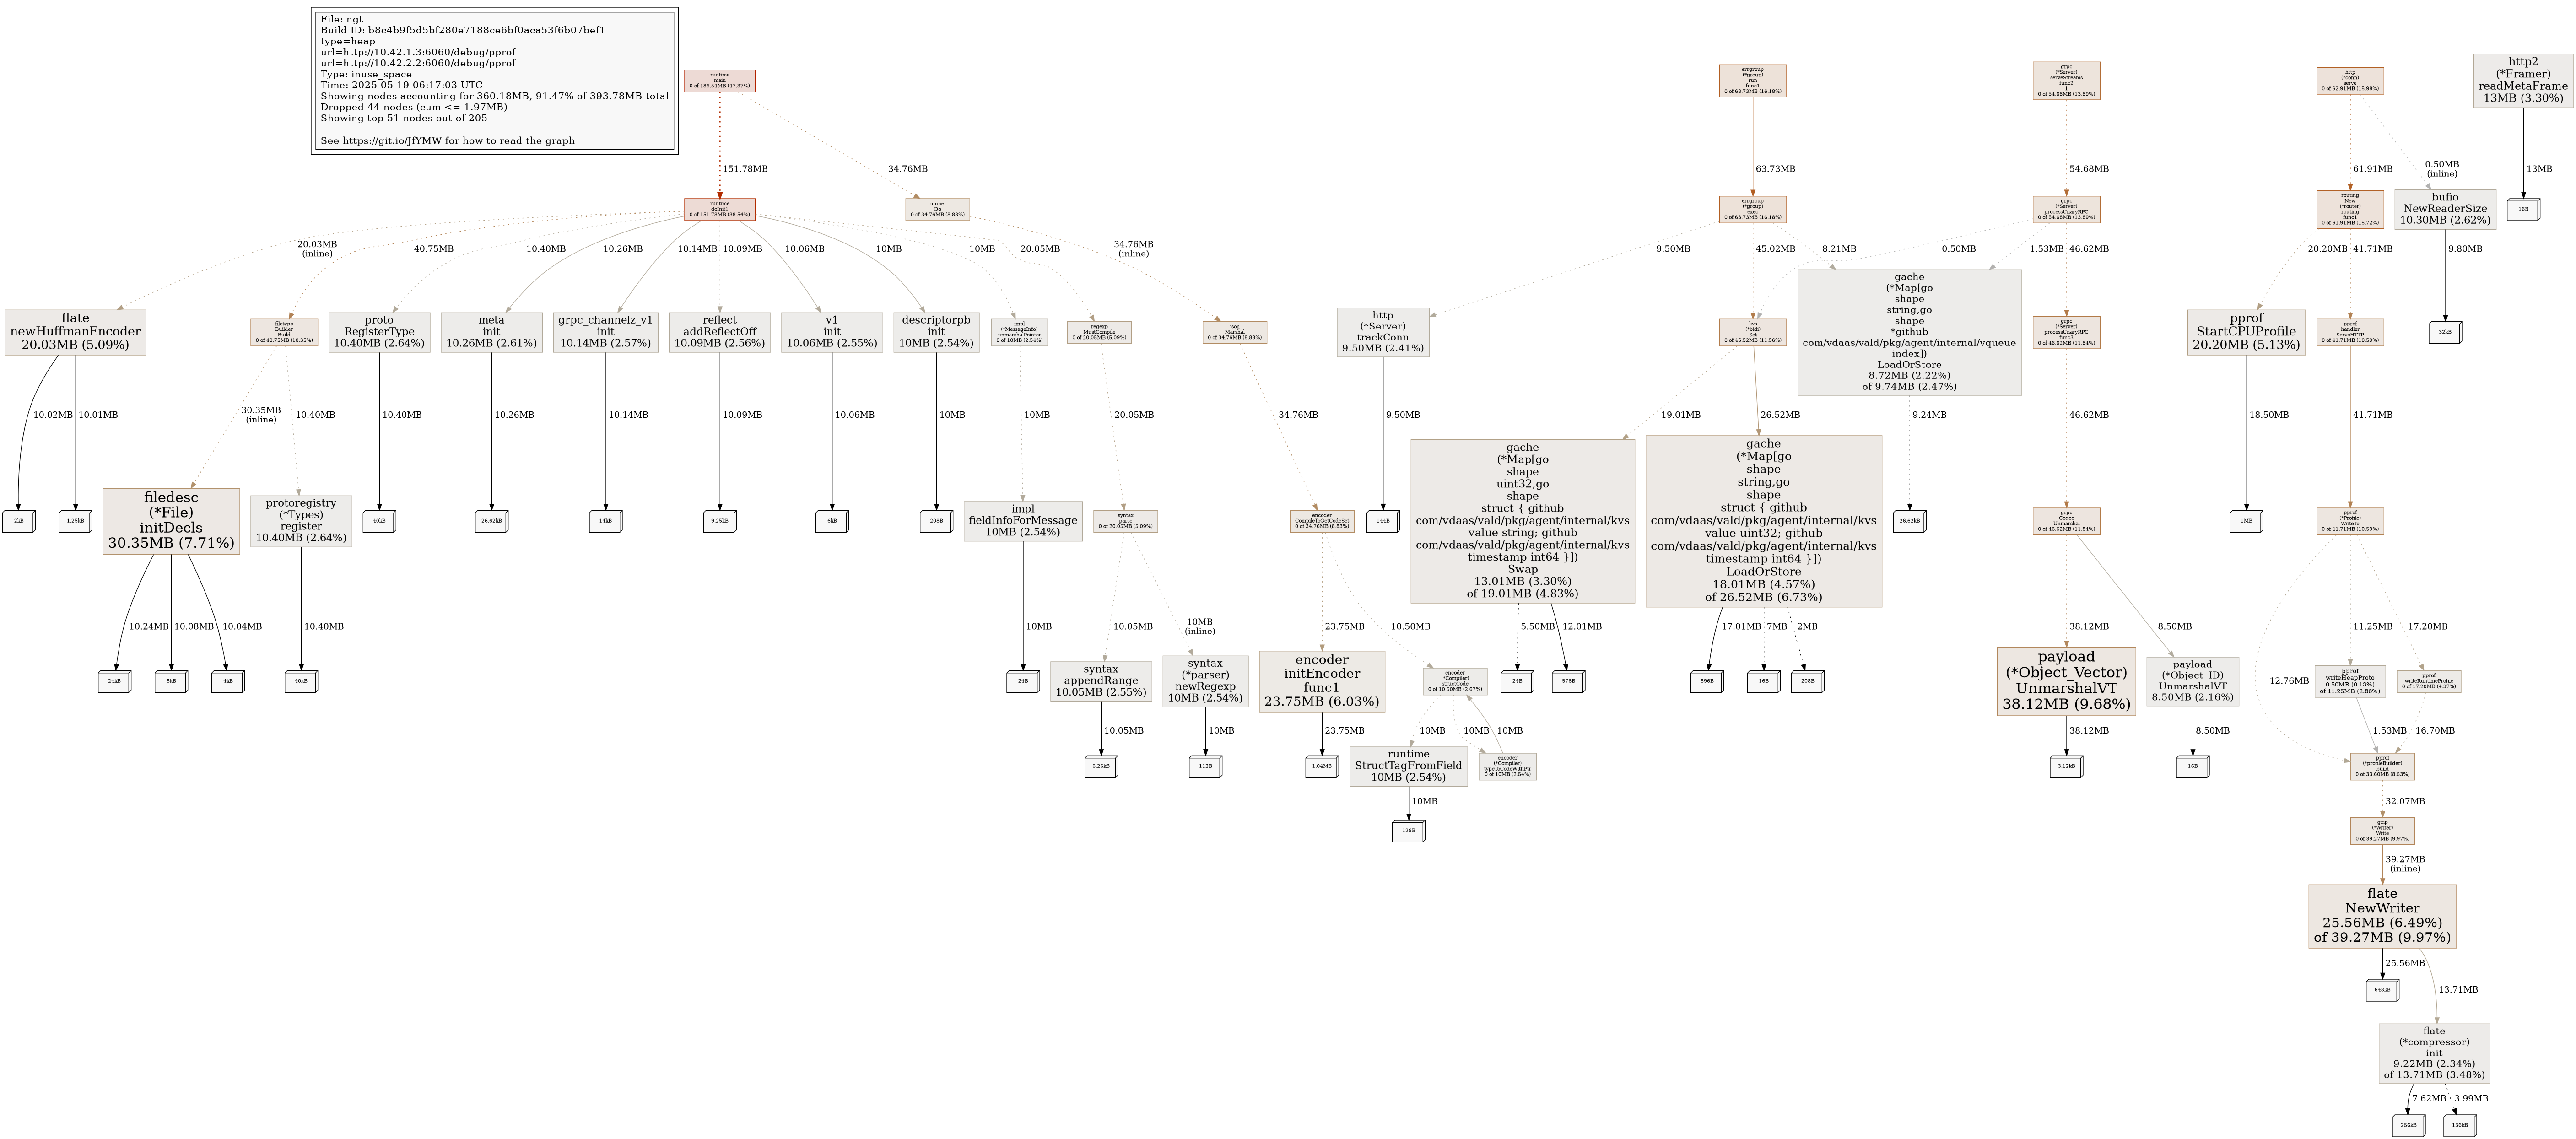 File: ngt
Build ID: b8c4b9f5d5bf280e7188ce6bf0aca53f6b07bef1
type=heap
url=http://10.42.1.3:6060/debug/pprof
url=http://10.42.2.2:6060/debug/pprof
Type: inuse_space
Time: 2025-05-19 06:17:03 UTC
Showing nodes accounting for 360.18MB, 91.47% of 393.78MB total
Dropped 44 nodes (cum <= 1.97MB)
Showing top 51 nodes out of 205
See https://git.io/JfYMW for how to read the graph
runtime
main
0 of 186.54MB (47.37%)
errgroup
(*group)
run
func1
0 of 63.73MB (16.18%)
grpc
(*Server)
serveStreams
func2
1
0 of 54.68MB (13.89%)
http
(*conn)
serve
0 of 62.91MB (15.98%)
http2
(*Framer)
readMetaFrame
13MB (3.30%)
151.78MB
34.76MB
63.73MB
54.68MB
61.91MB
0.50MB
(inline)
13MB
runtime
doInit1
0 of 151.78MB (38.54%)
runner
Do
0 of 34.76MB (8.83%)
errgroup
(*group)
exec
0 of 63.73MB (16.18%)
grpc
(*Server)
processUnaryRPC
0 of 54.68MB (13.89%)
routing
New
(*router)
routing
func1
0 of 61.91MB (15.72%)
bufio
NewReaderSize
10.30MB (2.62%)
16B
20.03MB
(inline)
40.75MB
10.40MB
10.26MB
10.14MB
10.09MB
10.06MB
10MB
10MB
20.05MB
34.76MB
(inline)
9.50MB
45.02MB
8.21MB
0.50MB
1.53MB
46.62MB
20.20MB
41.71MB
9.80MB
flate
newHuffmanEncoder
20.03MB (5.09%)
filetype
Builder
Build
0 of 40.75MB (10.35%)
proto
RegisterType
10.40MB (2.64%)
meta
init
10.26MB (2.61%)
grpc_channelz_v1
init
10.14MB (2.57%)
reflect
addReflectOff
10.09MB (2.56%)
v1
init
10.06MB (2.55%)
descriptorpb
init
10MB (2.54%)
impl
(*MessageInfo)
unmarshalPointer
0 of 10MB (2.54%)
regexp
MustCompile
0 of 20.05MB (5.09%)
json
Marshal
0 of 34.76MB (8.83%)
http
(*Server)
trackConn
9.50MB (2.41%)
kvs
(*bidi)
Set
0 of 45.52MB (11.56%)
gache
(*Map[go
shape
string,go
shape
*github
com/vdaas/vald/pkg/agent/internal/vqueue
index])
LoadOrStore
8.72MB (2.22%)
of 9.74MB (2.47%)
grpc
(*Server)
processUnaryRPC
func3
0 of 46.62MB (11.84%)
pprof
StartCPUProfile
20.20MB (5.13%)
pprof
handler
ServeHTTP
0 of 41.71MB (10.59%)
32kB
10.02MB
10.01MB
30.35MB
(inline)
10.40MB
10.40MB
10.26MB
10.14MB
10.09MB
10.06MB
10MB
10MB
20.05MB
34.76MB
9.50MB
19.01MB
26.52MB
9.24MB
46.62MB
18.50MB
41.71MB
2kB
1.25kB
filedesc
(*File)
initDecls
30.35MB (7.71%)
protoregistry
(*Types)
register
10.40MB (2.64%)
40kB
26.62kB
14kB
9.25kB
6kB
208B
impl
fieldInfoForMessage
10MB (2.54%)
syntax
parse
0 of 20.05MB (5.09%)
encoder
CompileToGetCodeSet
0 of 34.76MB (8.83%)
144B
gache
(*Map[go
shape
uint32,go
shape
struct { github
com/vdaas/vald/pkg/agent/internal/kvs
value string; github
com/vdaas/vald/pkg/agent/internal/kvs
timestamp int64 }])
Swap
13.01MB (3.30%)
of 19.01MB (4.83%)
gache
(*Map[go
shape
string,go
shape
struct { github
com/vdaas/vald/pkg/agent/internal/kvs
value uint32; github
com/vdaas/vald/pkg/agent/internal/kvs
timestamp int64 }])
LoadOrStore
18.01MB (4.57%)
of 26.52MB (6.73%)
26.62kB
grpc
Codec
Unmarshal
0 of 46.62MB (11.84%)
1MB
pprof
(*Profile)
WriteTo
0 of 41.71MB (10.59%)
10.24MB
10.08MB
10.04MB
10.40MB
10MB
10.05MB
10MB
(inline)
23.75MB
10.50MB
5.50MB
12.01MB
17.01MB
7MB
2MB
38.12MB
8.50MB
12.76MB
11.25MB
17.20MB
24kB
8kB
4kB
40kB
24B
syntax
appendRange
10.05MB (2.55%)
syntax
(*parser)
newRegexp
10MB (2.54%)
encoder
initEncoder
func1
23.75MB (6.03%)
encoder
(*Compiler)
structCode
0 of 10.50MB (2.67%)
24B
576B
896B
16B
208B
payload
(*Object_Vector)
UnmarshalVT
38.12MB (9.68%)
payload
(*Object_ID)
UnmarshalVT
8.50MB (2.16%)
pprof
writeHeapProto
0.50MB (0.13%)
of 11.25MB (2.86%)
pprof
writeRuntimeProfile
0 of 17.20MB (4.37%)
10.05MB
10MB
23.75MB
10MB
10MB
10MB
38.12MB
8.50MB
1.53MB
16.70MB
5.25kB
112B
1.04MB
runtime
StructTagFromField
10MB (2.54%)
encoder
(*Compiler)
typeToCodeWithPtr
0 of 10MB (2.54%)
3.12kB
16B
pprof
(*profileBuilder)
build
0 of 33.60MB (8.53%)
10MB
32.07MB
128B
gzip
(*Writer)
Write
0 of 39.27MB (9.97%)
39.27MB
(inline)
flate
NewWriter
25.56MB (6.49%)
of 39.27MB (9.97%)
25.56MB
13.71MB
648kB
flate
(*compressor)
init
9.22MB (2.34%)
of 13.71MB (3.48%)
7.62MB
3.99MB
256kB
136kB